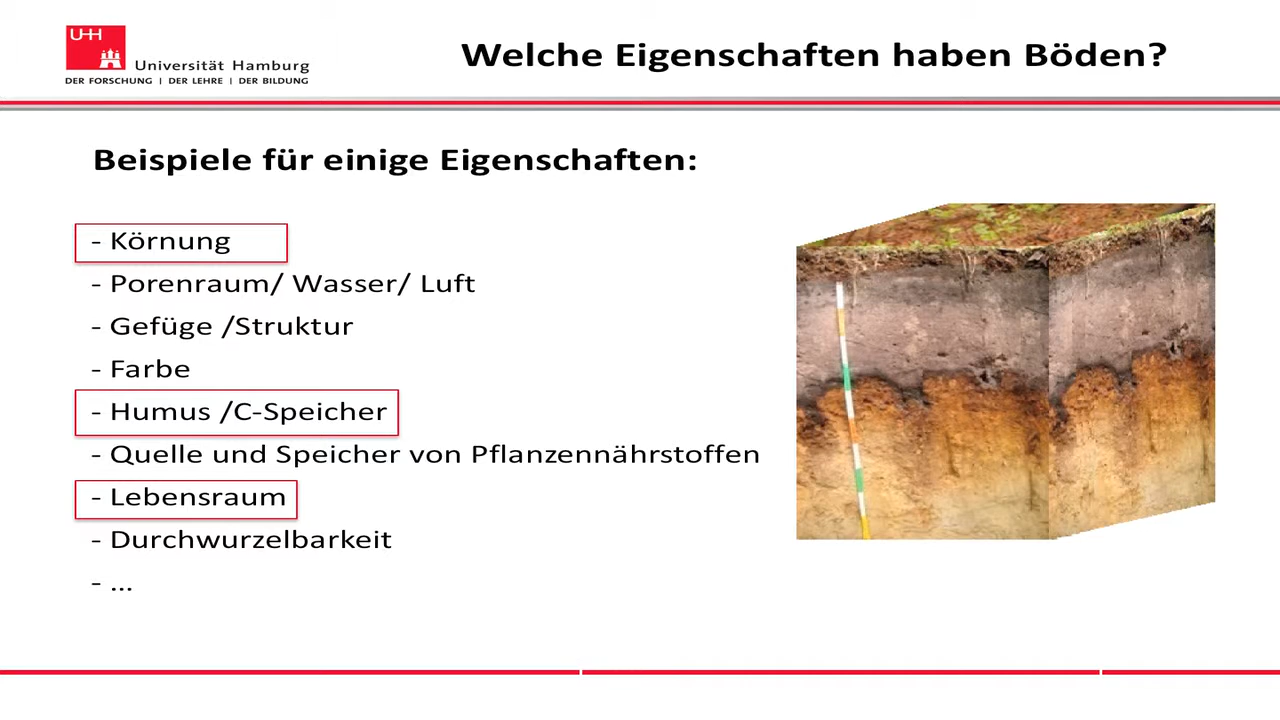 UHH
Universität Hamburg
DER FORSCHUNG | DER LEHRE | DER BILDUNG
Welche Eigenschaften haben Böden?
Beispiele für einige Eigenschaften:
- Körnung
- Porenraum/ Wasser/ Luft
- Gefüge /Struktur
- Farbe
- Humus /C-Speicher
- Quelle und Speicher von Pflanzennährstoffen
- Lebensraum
- Durchwurzelbarkeit
- ...